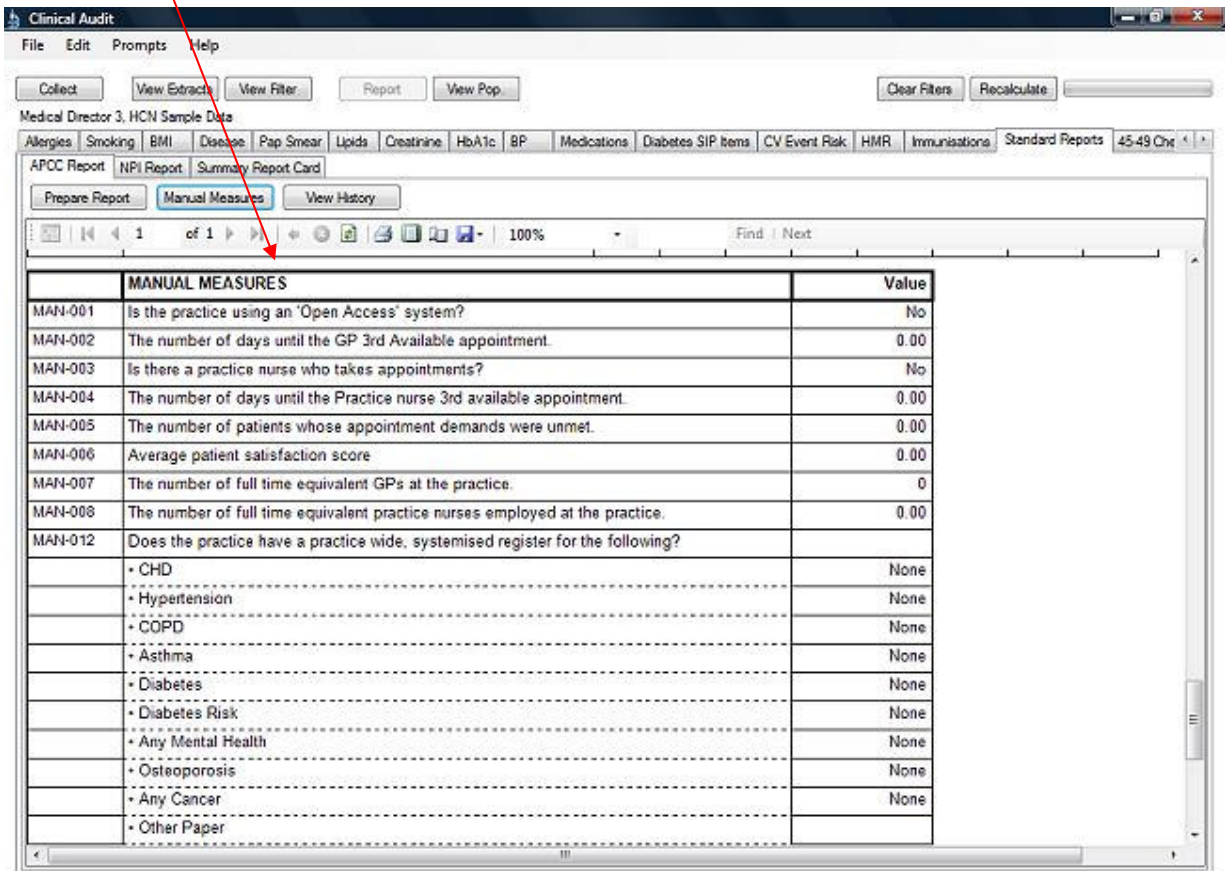 Clinical Audit
File Edit Prompts Help
Collect View Extracts View Filter Report View Pop. Clear Filters Recalculate
Medical Director 3, HCN Sample Data
Allergies Smoking BMI Disease Pap Smear Lipids Creatinine HbA1c BP Medications Diabetes SIP Items CV Event Risk HMR Immunisations Standard Reports 45-49 Che
APCC Report NPI Report Summary Report Card
Prepare Report Manual Measures View History
1 of 1 100% Find | Next
MANUAL MEASURES Value
MAN-001 Is the practice using an 'Open Access' system? No
MAN-002 The number of days until the GP 3rd Available appointment. 0.00
MAN-003 Is there a practice nurse who takes appointments? No
MAN-004 The number of days until the Practice nurse 3rd available appointment. 0.00
MAN-005 The number of patients whose appointment demands were unmet. 0.00
MAN-006 Average patient satisfaction score 0.00
MAN-007 The number of full time equivalent GPs at the practice. 0
MAN-008 The number of full time equivalent practice nurses employed at the practice. 0.00
MAN-012 Does the practice have a practice wide, systemised register for the following?
• CHD None
• Hypertension None
• COPD None
• Asthma None
• Diabetes None
• Diabetes Risk None
• Any Mental Health None
• Osteoporosis None
• Any Cancer None
• Other Paper